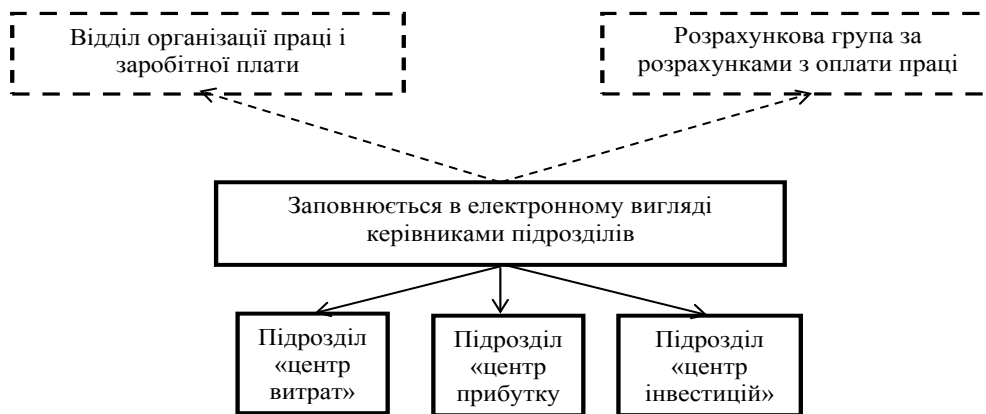 Відділ організації праці і
заробітної плати
Розрахункова група за
розрахунками з оплати праці
Заповнюється в електронному вигляді
керівниками підрозділів
Підрозділ
«центр
витрат»
Підрозділ
«центр
прибутку
Підрозділ
«центр
інвестицій»